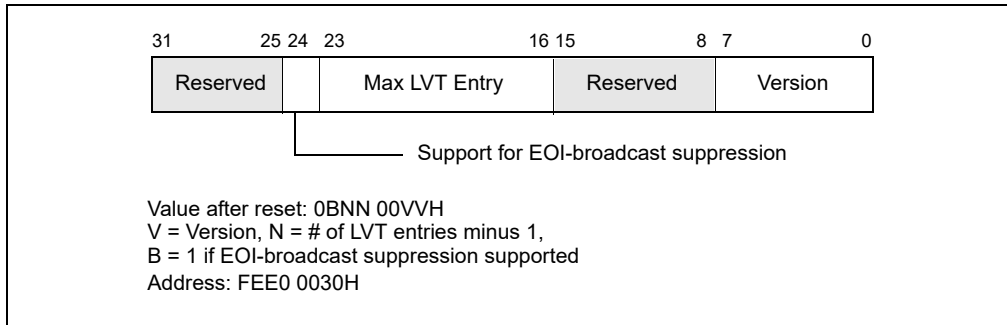 31 25 24 23 16 15 8 7 0
Reserved Max LVT Entry Reserved Version
Support for EOI-broadcast suppression
Value after reset: 0BNN 00VVH
V = Version, N = # of LVT entries minus 1,
B = 1 if EOI-broadcast suppression supported
Address: FEE0 0030H